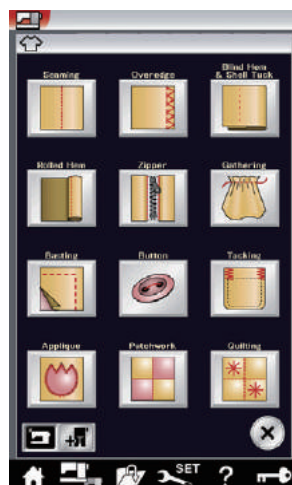 Seaming Overedge Blind Hem
& Shell Tuck
Rolled Hem Zipper Gathering
Basting Button Tacking
Applique Patchwork Quilting
SET ?